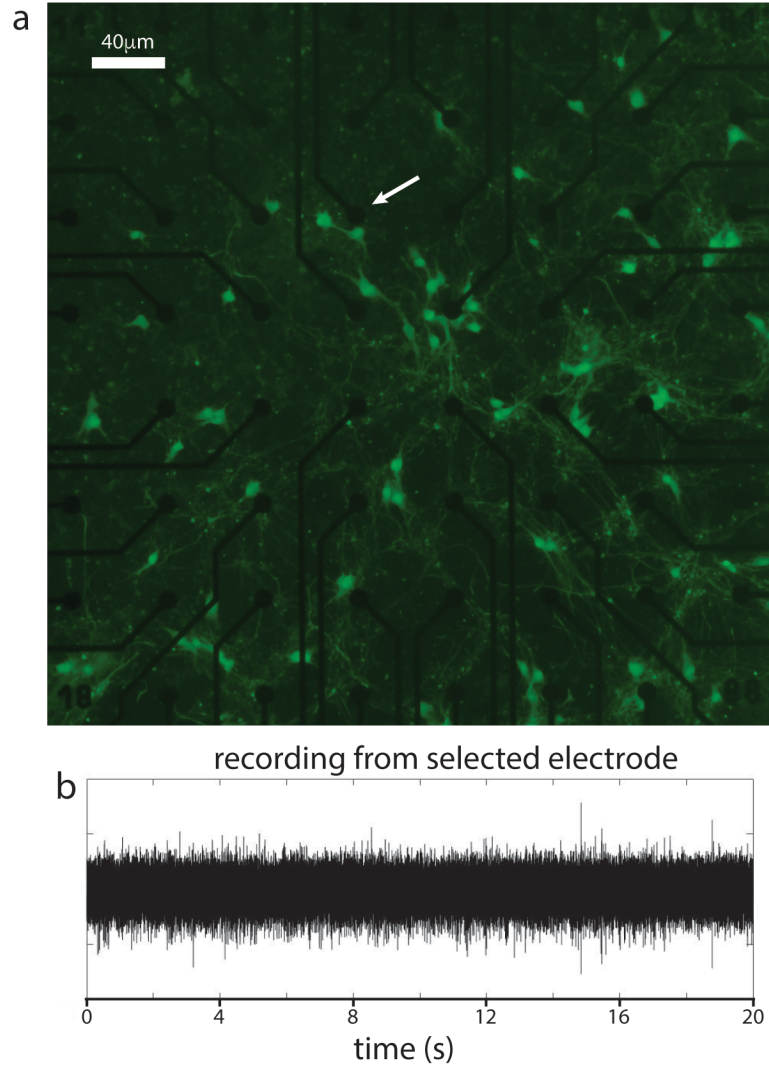 a
40μm
18
recording from selected electrode
b
0 4 8 12 16 20
time (s)